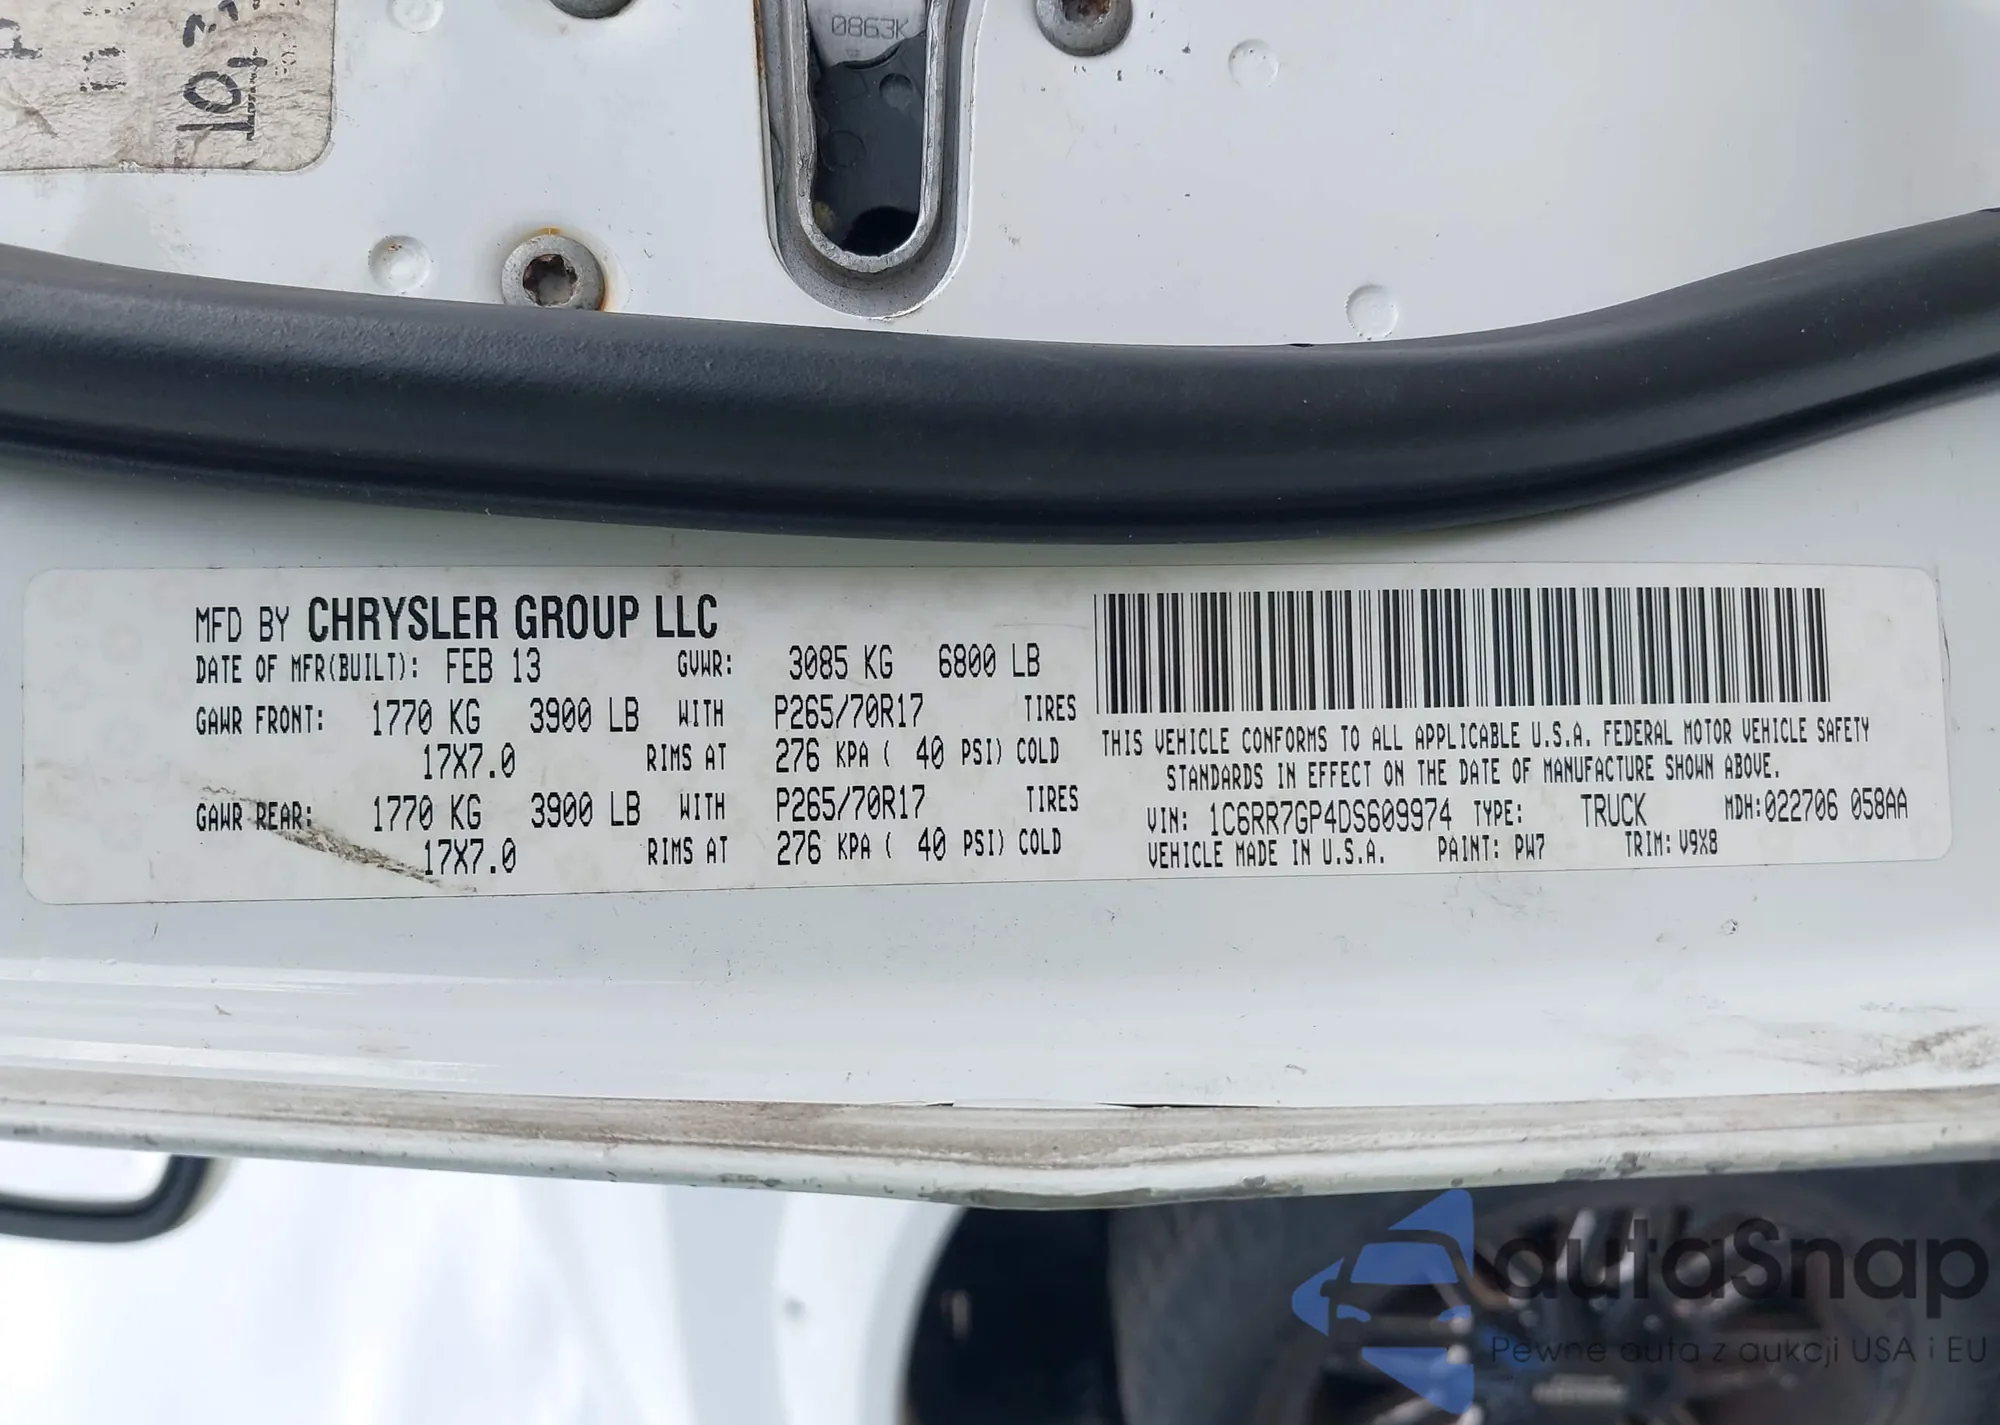 0863K
MFD BY CHRYSLER GROUP LLC
DATE OF MFR(BUILT): FEB 13 GVWR: 3085 KG 6800 LB
GAWR FRONT: 1770 KG 3900 LB WITH P265/70R17 TIRES
17X7.0 RIMS AT 276 KPA ( 40 PSI) COLD
GAWR REAR: 1770 KG 3900 LB WITH P265/70R17 TIRES
17X7.0 RIMS AT 276 KPA ( 40 PSI) COLD
THIS VEHICLE CONFORMS TO ALL APPLICABLE U.S.A. FEDERAL MOTOR VEHICLE SAFETY
STANDARDS IN EFFECT ON THE DATE OF MANUFACTURE SHOWN ABOVE.
VIN: 1C6RR7GP4DS609974 TYPE: TRUCK MDH:022706 058AA
VEHICLE MADE IN U.S.A. PAINT: PW7 TRIM: V9X8
autaSnap
Pewne auta z aukcji USA i EU